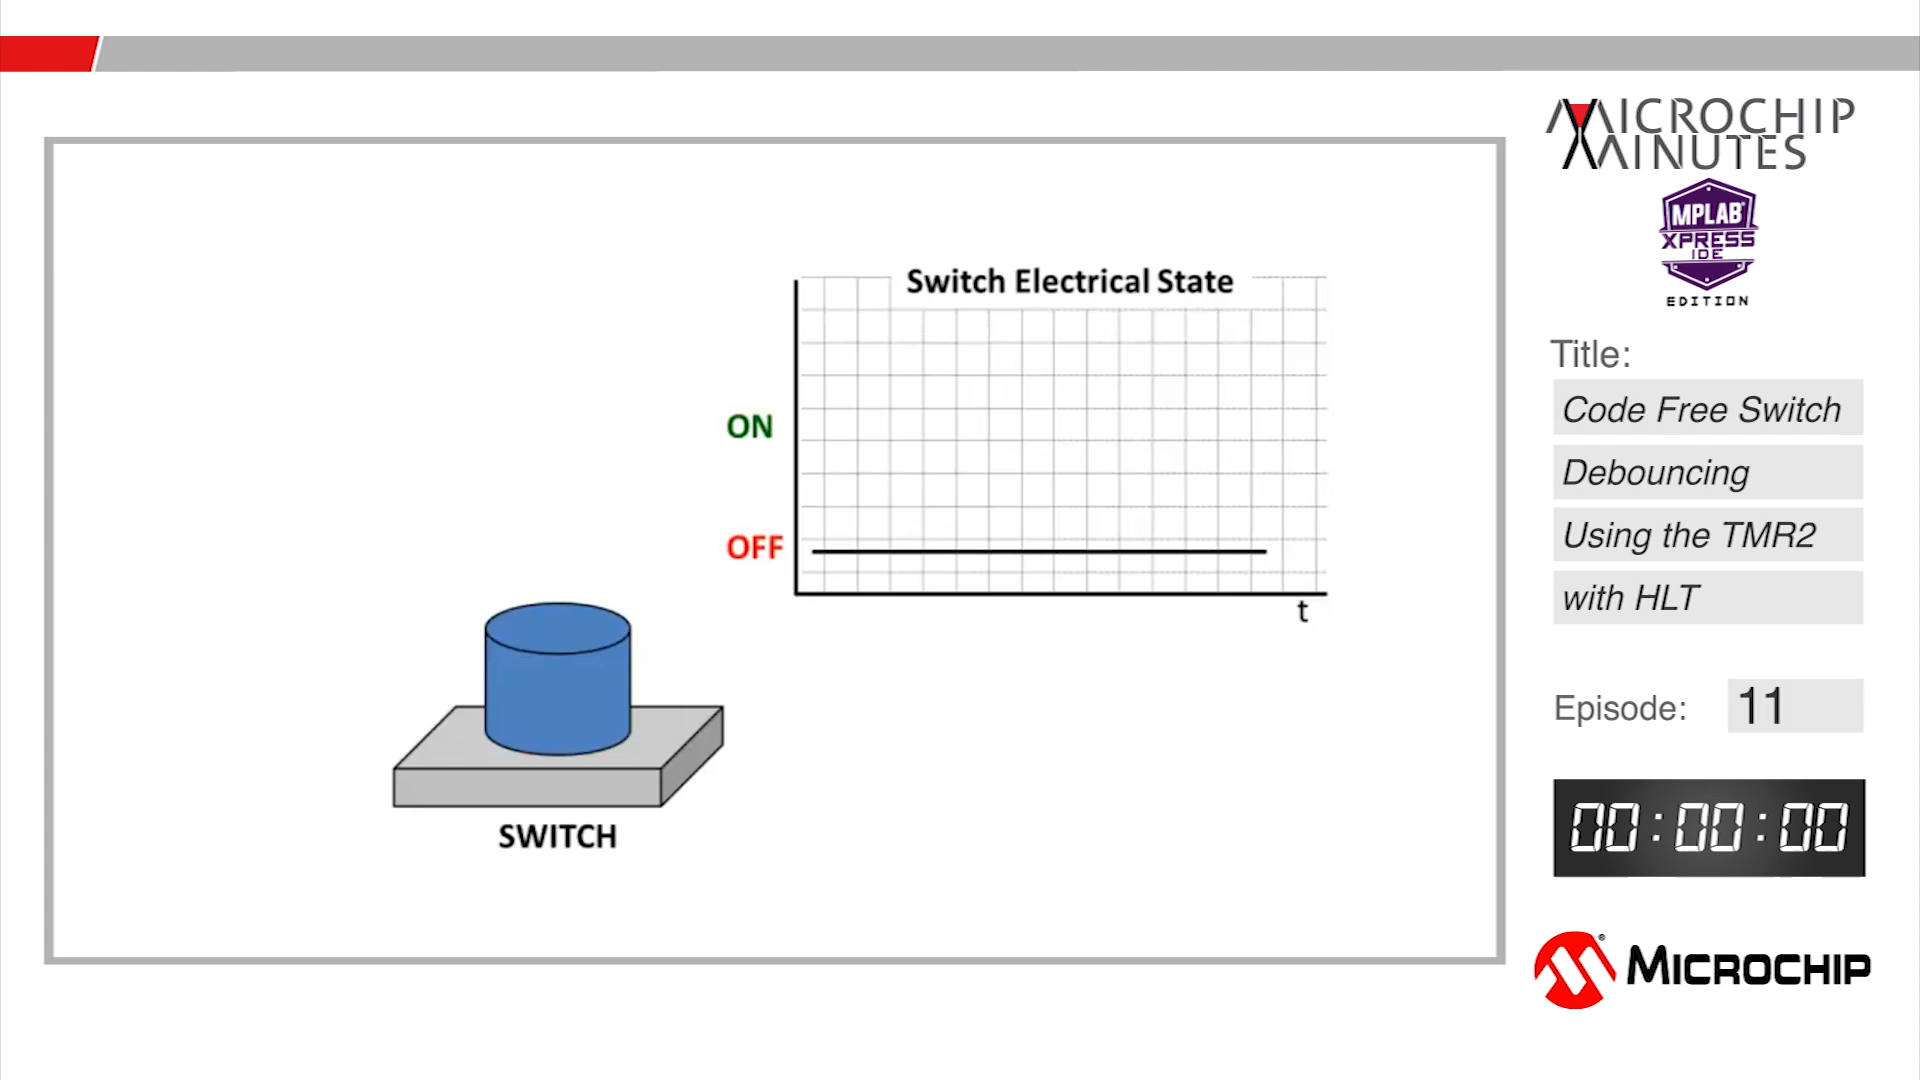 MICROCHIP
MINUTES
MPLAB®
XPRESS
IDE
EDITION
Switch Electrical State
ON
OFF
t
SWITCH
Title:
Code Free Switch
Debouncing
Using the TMR2
with HLT
Episode: 11
00:00:00
MICROCHIP®